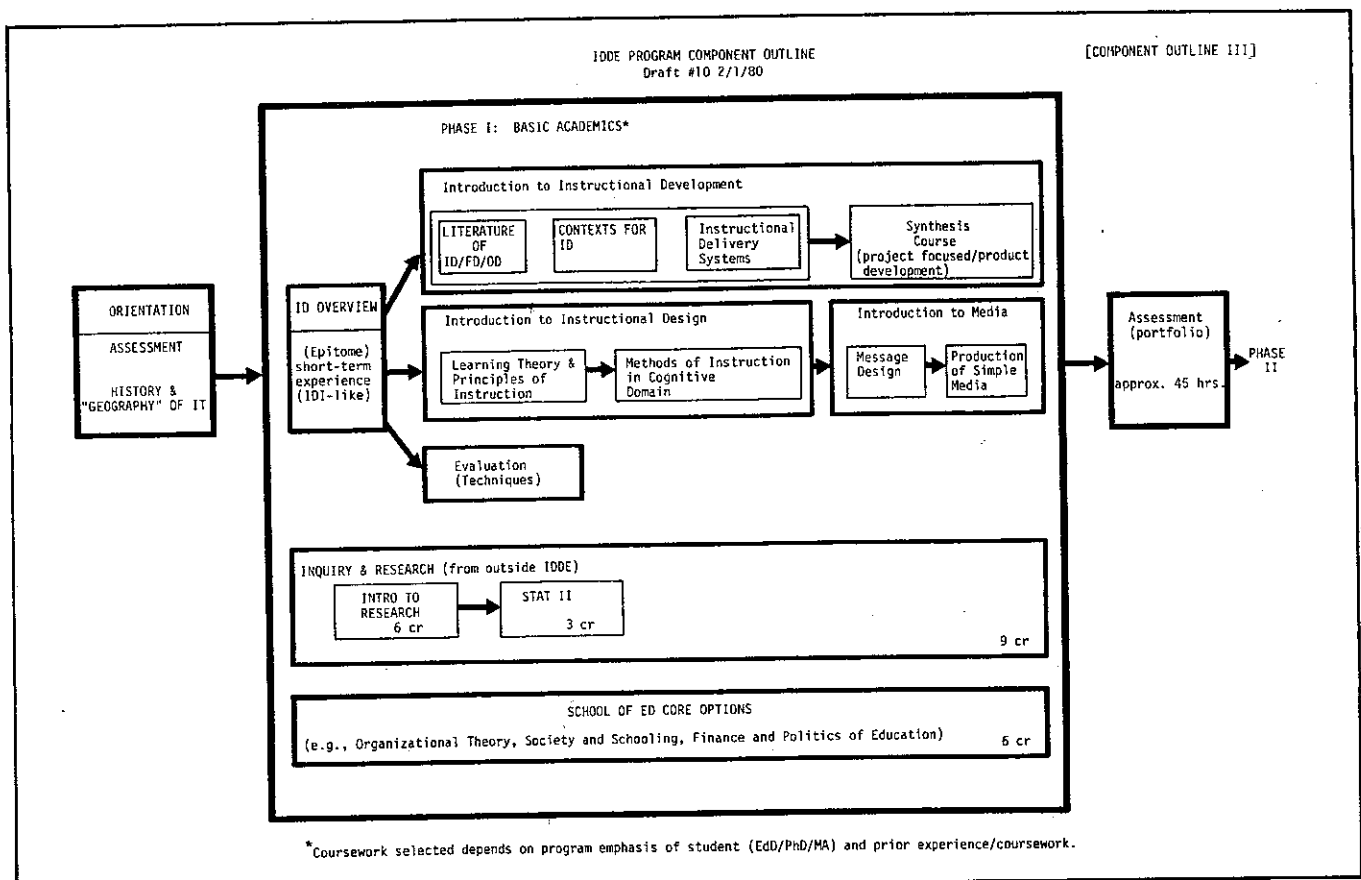 IDDE PROGRAM COMPONENT OUTLINE
Draft #10 2/1/80
[COMPONENT OUTLINE III]
PHASE I: BASIC ACADEMICS*
ORIENTATION
ASSESSMENT
HISTORY &
"GEOGRAPHY" OF IT
ID OVERVIEW
(Epitome)
short-term
experience
(IDI-like)
Introduction to Instructional Development
LITERATURE
OF
ID/FD/OD
CONTEXTS FOR
ID
Instructional
Delivery
Systems
Synthesis
Course
(project focused/product
development)
Introduction to Instructional Design
Learning Theory &
Principles of
Instruction
Methods of Instruction
in Cognitive
Domain
Introduction to Media
Message
Design
Production
of Simple
Media
Evaluation
(Techniques)
Assessment
(portfolio)
approx. 45 hrs.
PHASE
II
INQUIRY & RESEARCH (from outside IDDE)
INTRO TO
RESEARCH
6 cr
STAT II
3 cr
9 cr
SCHOOL OF ED CORE OPTIONS
(e.g., Organizational Theory, Society and Schooling, Finance and Politics of Education)
6 cr
*Coursework selected depends on program emphasis of student (EdD/PhD/MA) and prior experience/coursework.